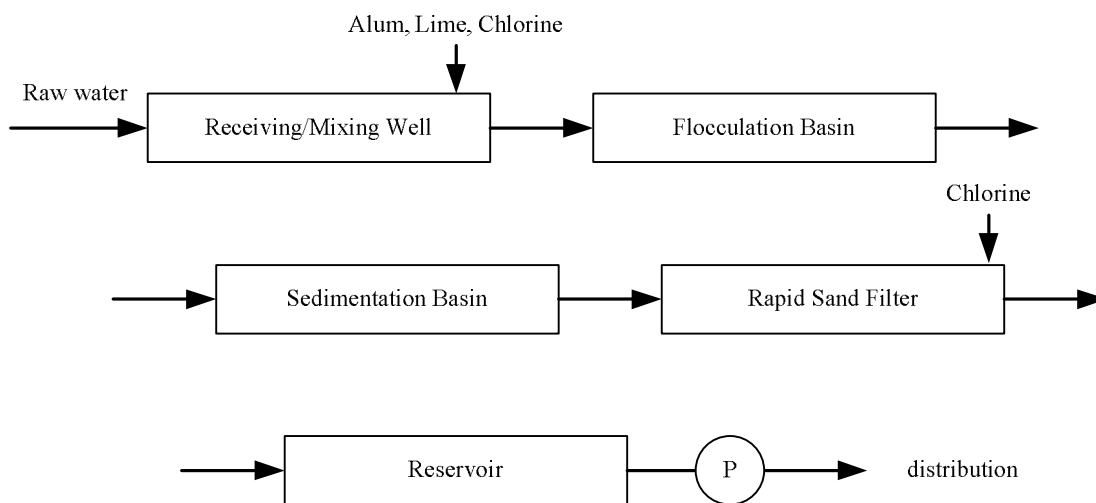 Alum, Lime, Chlorine
Raw water
Receiving/Mixing Well
Flocculation Basin
Chlorine
Sedimentation Basin
Rapid Sand Filter
Reservoir
P
distribution